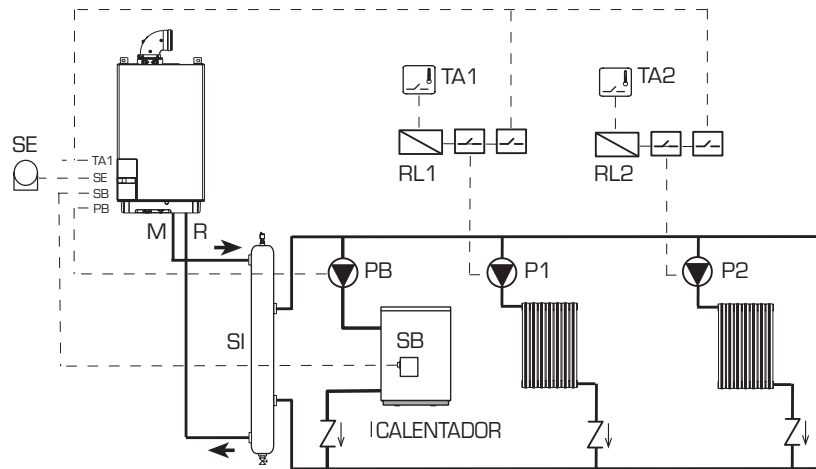 TA1
TA2
SE
TA1
SE
SB
PB
RL1
RL2
M
R
PB
P1
P2
SI
SB
CALENTADOR